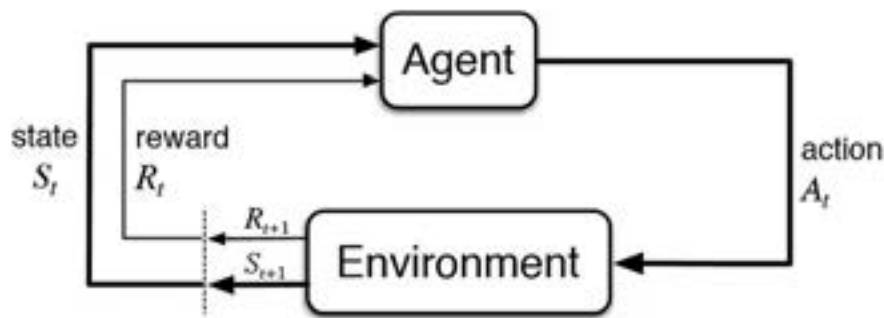 Agent
state
S_t
reward
R_t
action
A_t
R_{t+1}
S_{t+1}
Environment